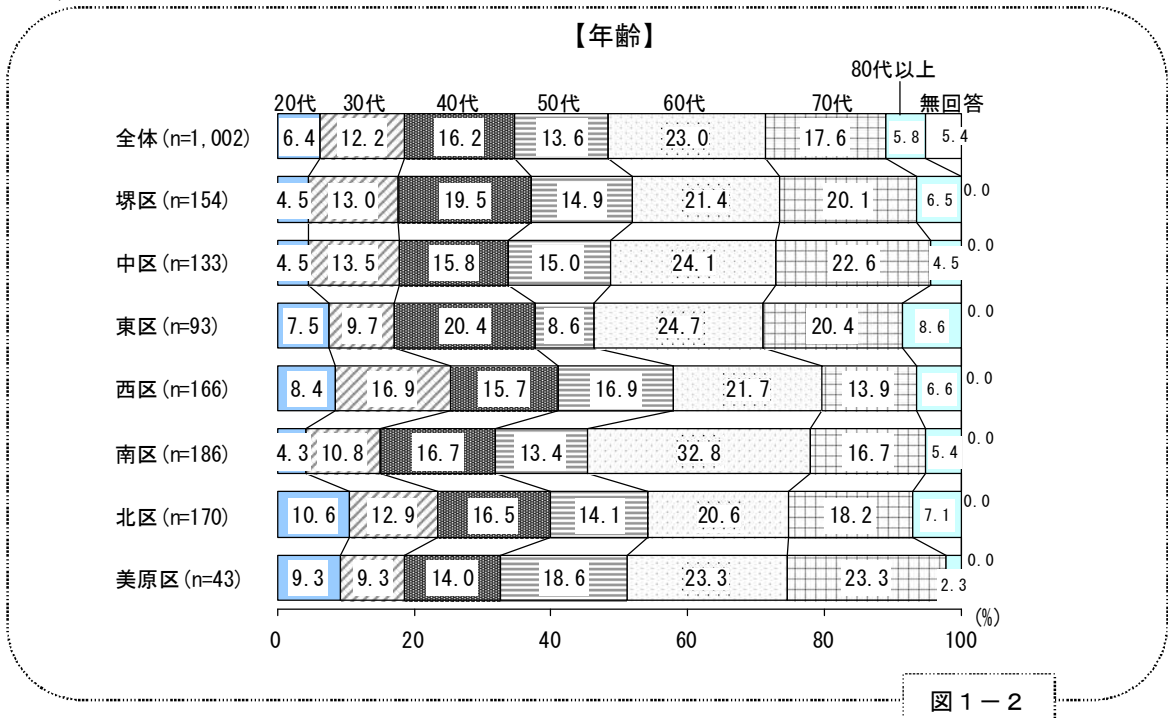 【年齢】
80代以上
20代 30代 40代 50代 60代 70代 無回答
全体(n=1,002) 6.4 12.2 16.2 13.6 23.0 17.6 5.8 5.4
堺区(n=154) 4.5 13.0 19.5 14.9 21.4 20.1 6.5 0.0
中区(n=133) 4.5 13.5 15.8 15.0 24.1 22.6 4.5 0.0
東区(n=93) 7.5 9.7 20.4 8.6 24.7 20.4 8.6 0.0
西区(n=166) 8.4 16.9 15.7 16.9 21.7 13.9 6.6 0.0
南区(n=186) 4.3 10.8 16.7 13.4 32.8 16.7 5.4 0.0
北区(n=170) 10.6 12.9 16.5 14.1 20.6 18.2 7.1 0.0
美原区(n=43) 9.3 9.3 14.0 18.6 23.3 23.3 2.3 0.0
0 20 40 60 80 100 (%)
図1-2